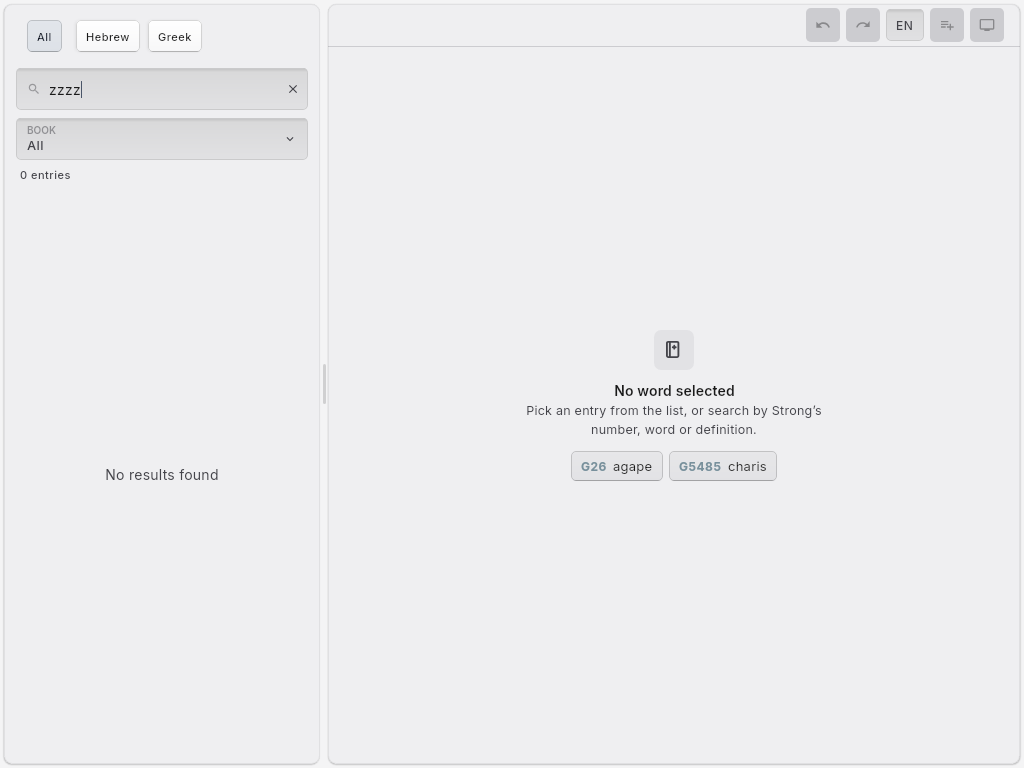 All
Hebrew
Greek
zzzz
BOOK
All
0 entries
No results found
EN
No word selected
Pick an entry from the list, or search by Strong’s
number, word or definition.
G26 agape
G5485 charis